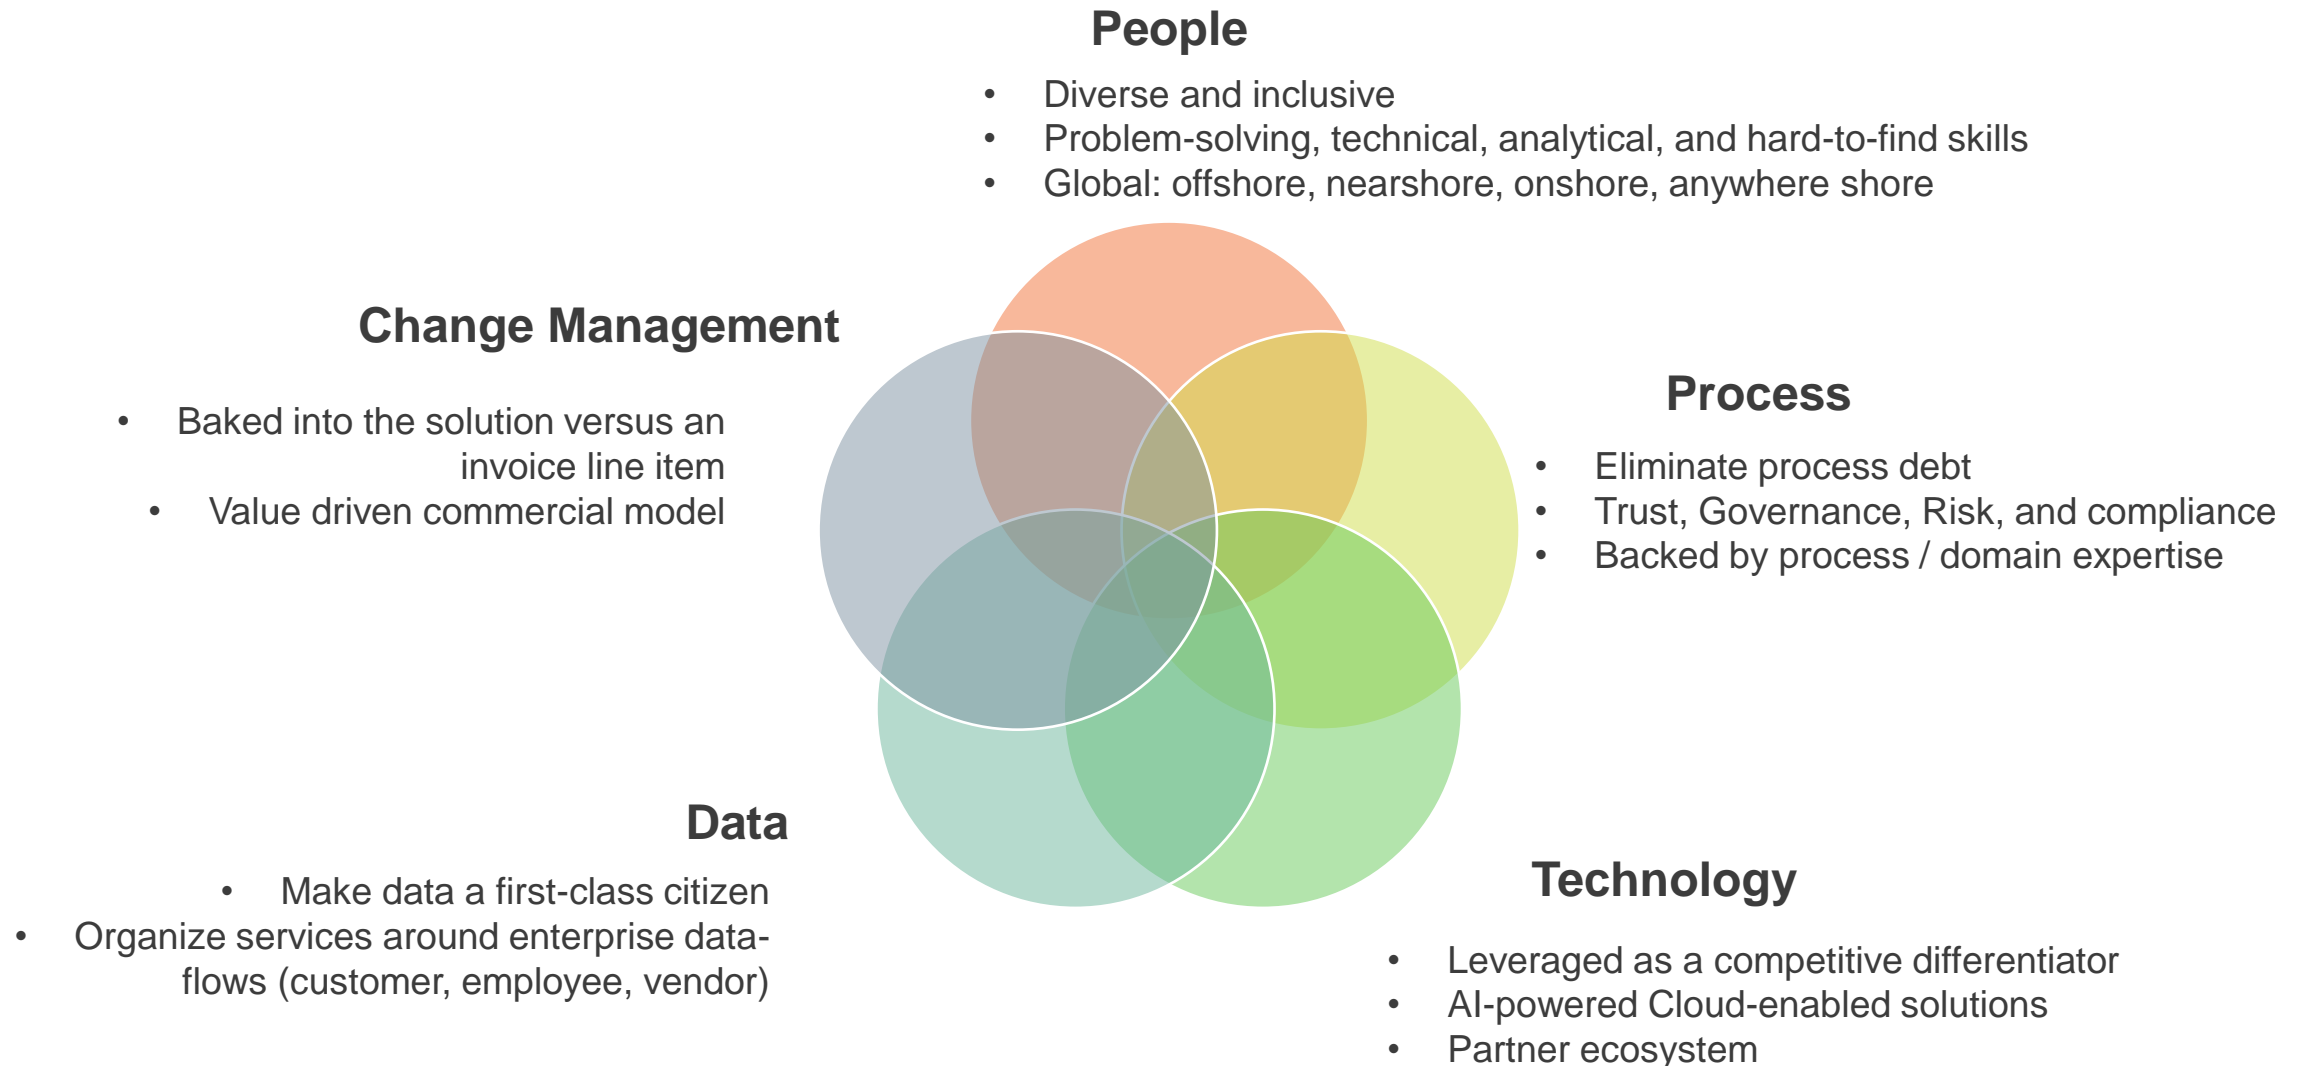 People
• Diverse and inclusive
• Problem-solving, technical, analytical, and hard-to-find skills
• Global: offshore, nearshore, onshore, anywhere shore
Change Management
• Baked into the solution versus an
invoice line item
• Value driven commercial model
Process
• Eliminate process debt
• Trust, Governance, Risk, and compliance
• Backed by process / domain expertise
Data
• Make data a first-class citizen
• Organize services around enterprise data-
flows (customer, employee, vendor)
Technology
• Leveraged as a competitive differentiator
• AI-powered Cloud-enabled solutions
• Partner ecosystem